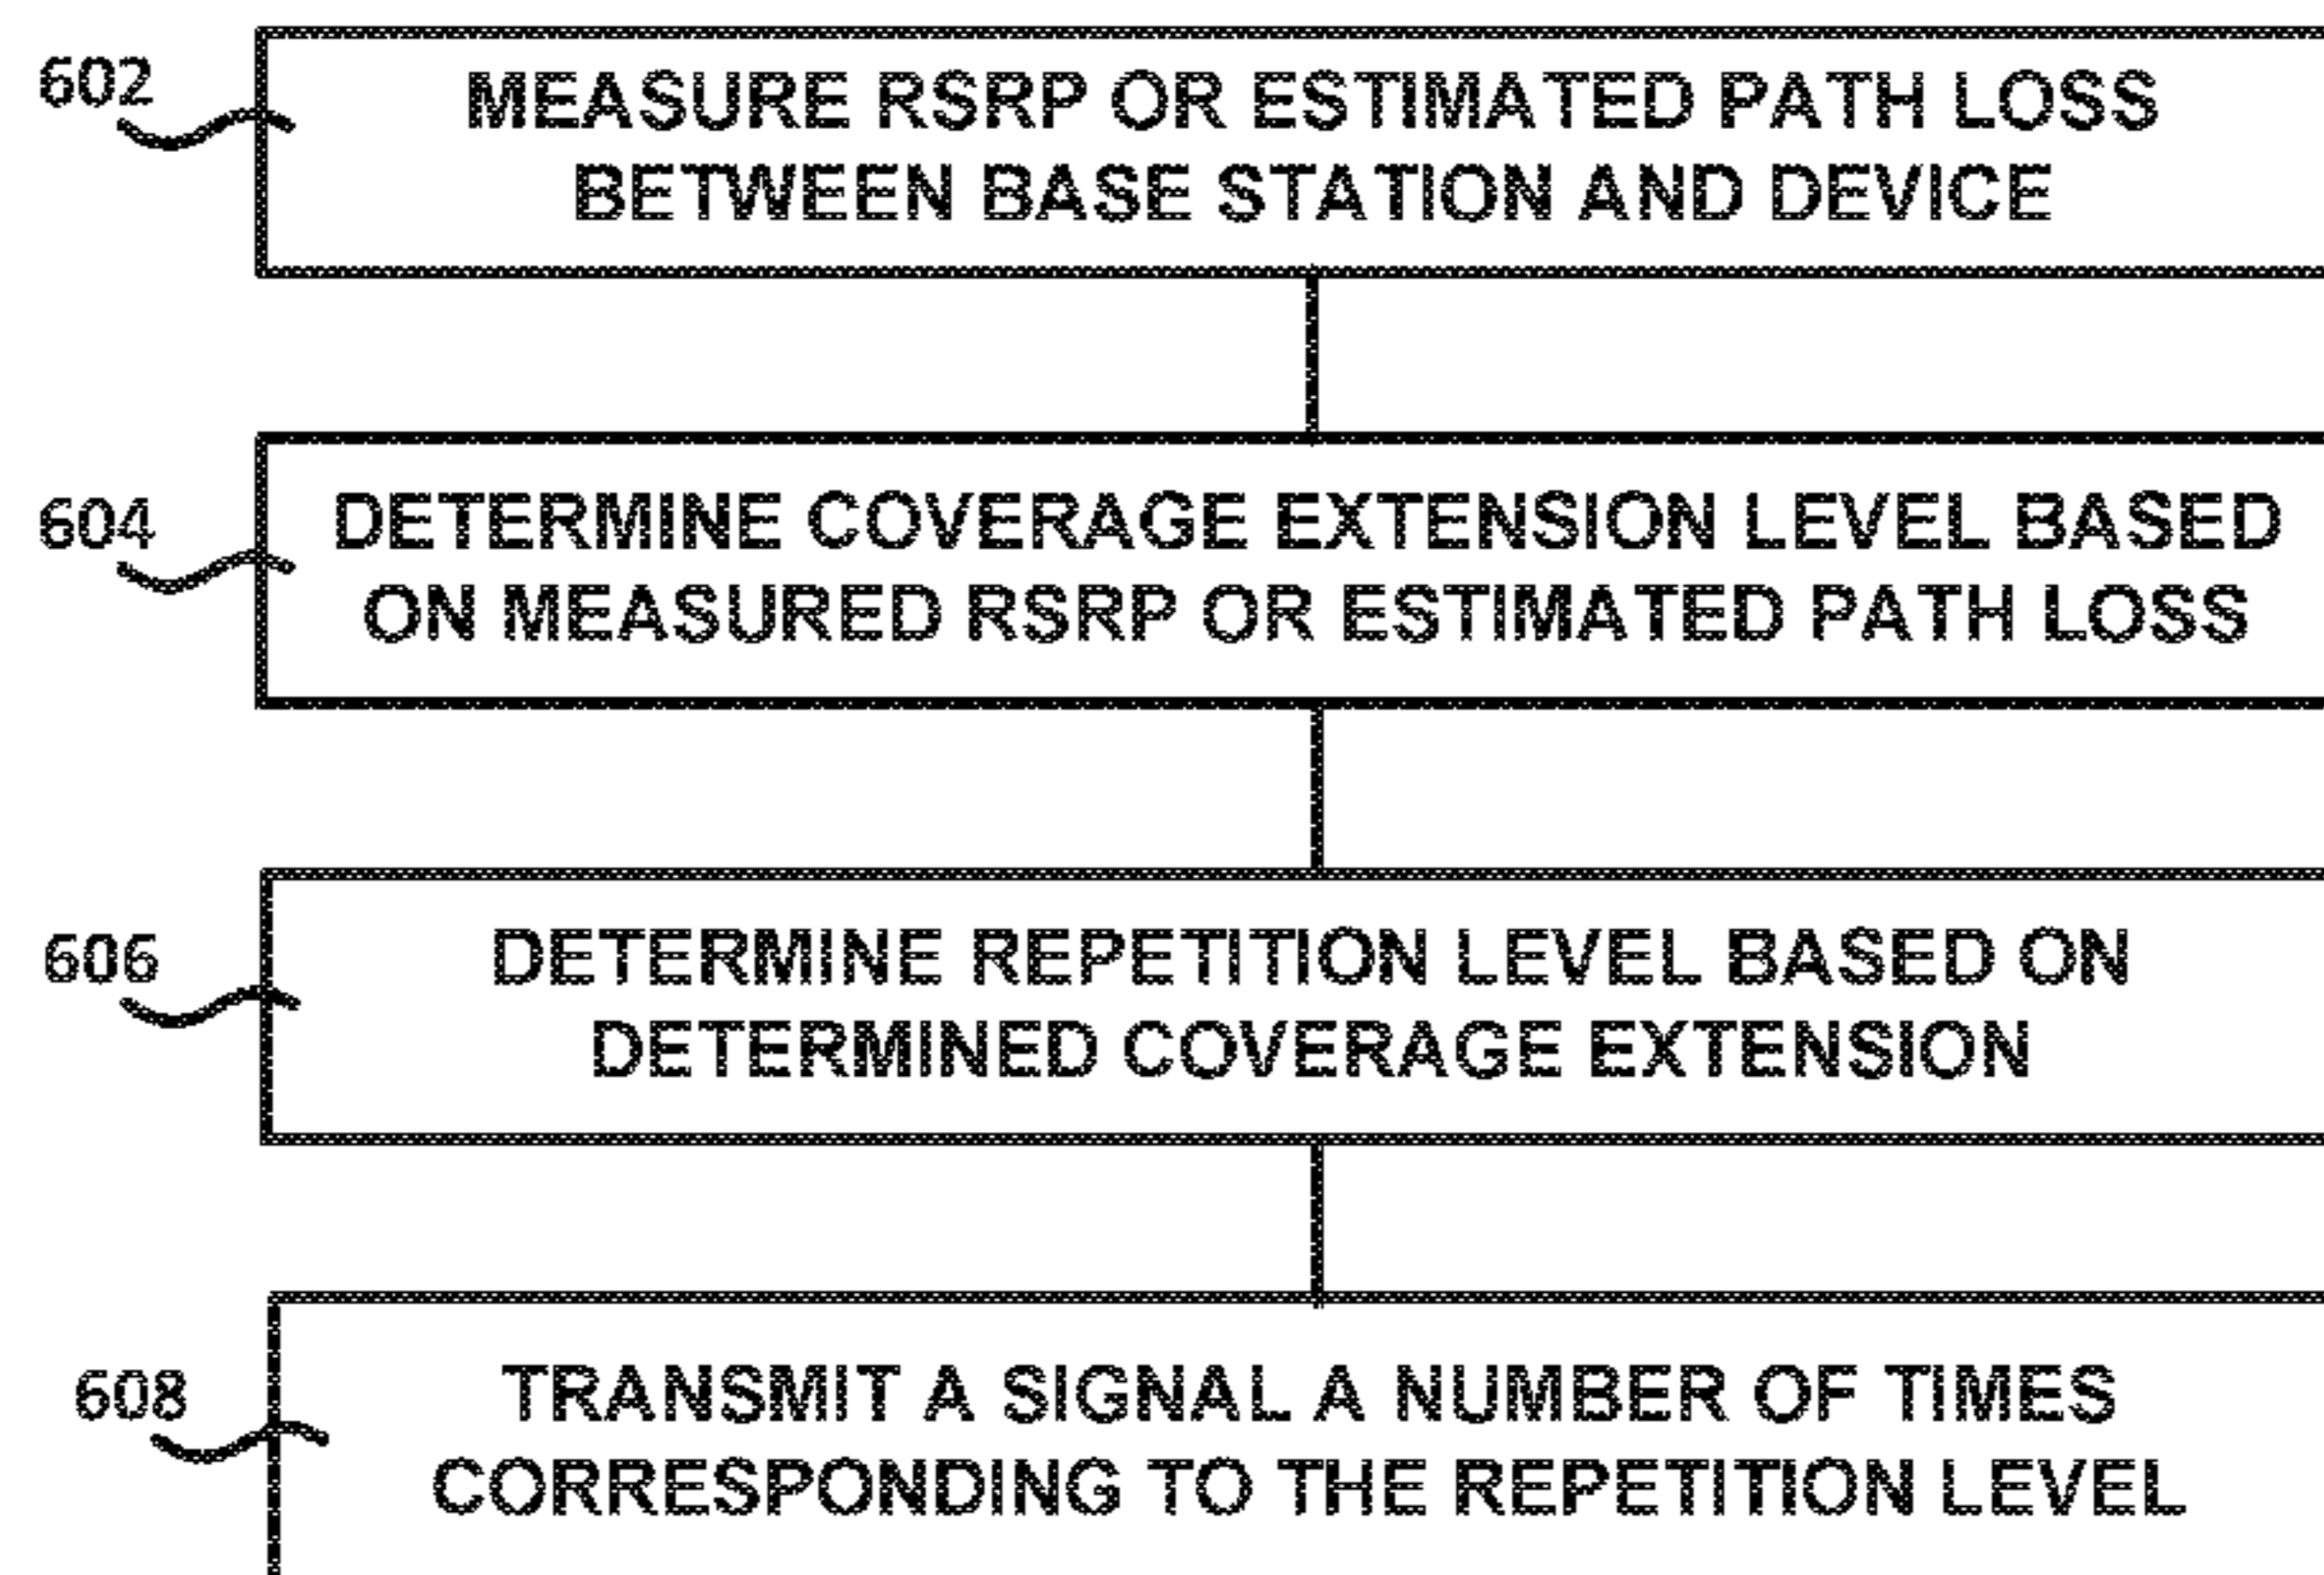 602
MEASURE RSRP OR ESTIMATED PATH LOSS
BETWEEN BASE STATION AND DEVICE
604
DETERMINE COVERAGE EXTENSION LEVEL BASED
ON MEASURED RSRP OR ESTIMATED PATH LOSS
606
DETERMINE REPETITION LEVEL BASED ON
DETERMINED COVERAGE EXTENSION
608
TRANSMIT A SIGNAL A NUMBER OF TIMES
CORRESPONDING TO THE REPETITION LEVEL